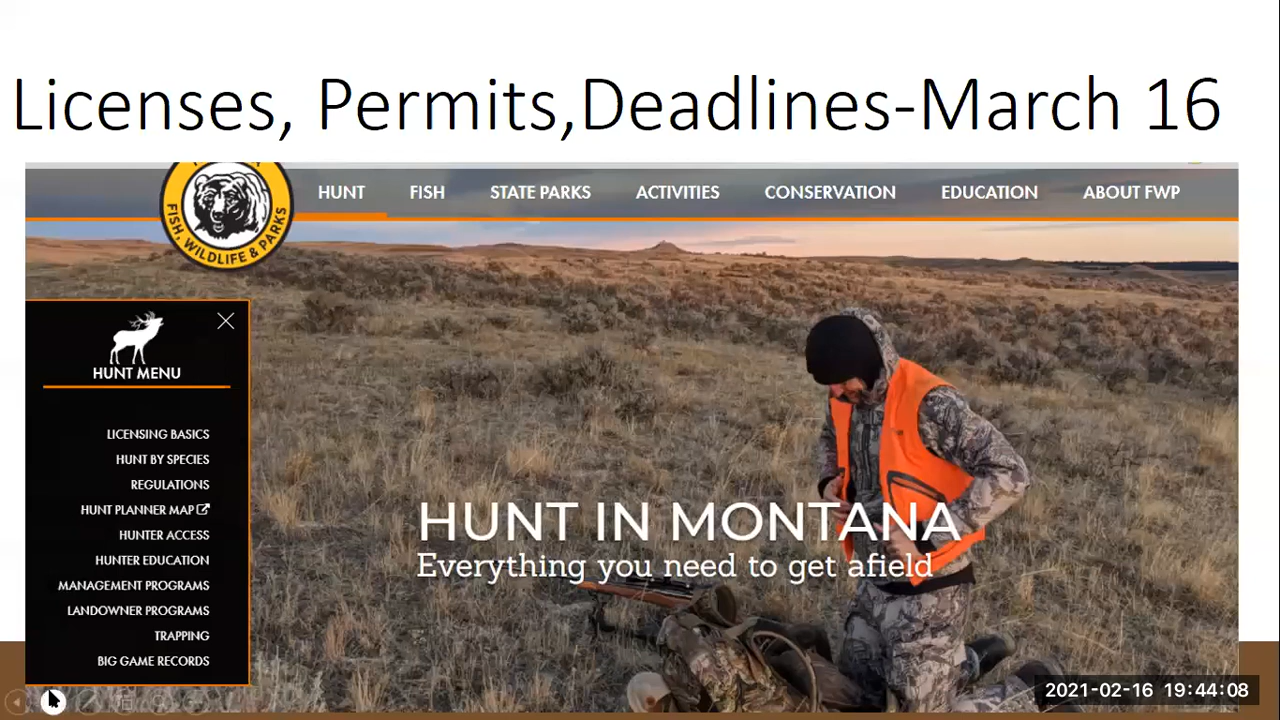 Licenses, Permits,Deadlines-March 16
HUNT FISH STATE PARKS ACTIVITIES CONSERVATION EDUCATION ABOUT FWP
FISH, WILDLIFE & PARKS
HUNT MENU
LICENSING BASICS
HUNT BY SPECIES
REGULATIONS
HUNT PLANNER MAP
HUNTER ACCESS
HUNTER EDUCATION
MANAGEMENT PROGRAMS
LANDOWNER PROGRAMS
TRAPPING
BIG GAME RECORDS
HUNT IN MONTANA
Everything you need to get afield
2021-02-16 19:44:08